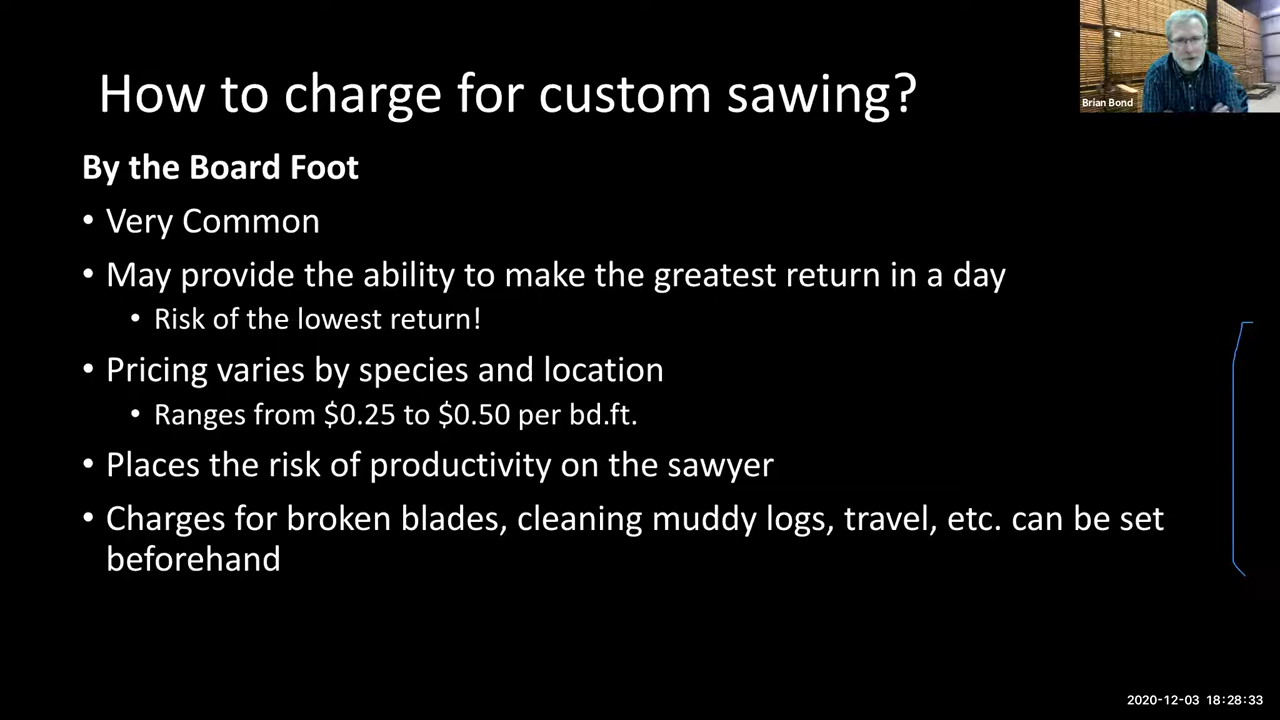 How to charge for custom sawing?
Brian Bond
By the Board Foot
• Very Common
• May provide the ability to make the greatest return in a day
• Risk of the lowest return!
• Pricing varies by species and location
• Ranges from $0.25 to $0.50 per bd.ft.
• Places the risk of productivity on the sawyer
• Charges for broken blades, cleaning muddy logs, travel, etc. can be set
beforehand
2020-12-03 18:28:33